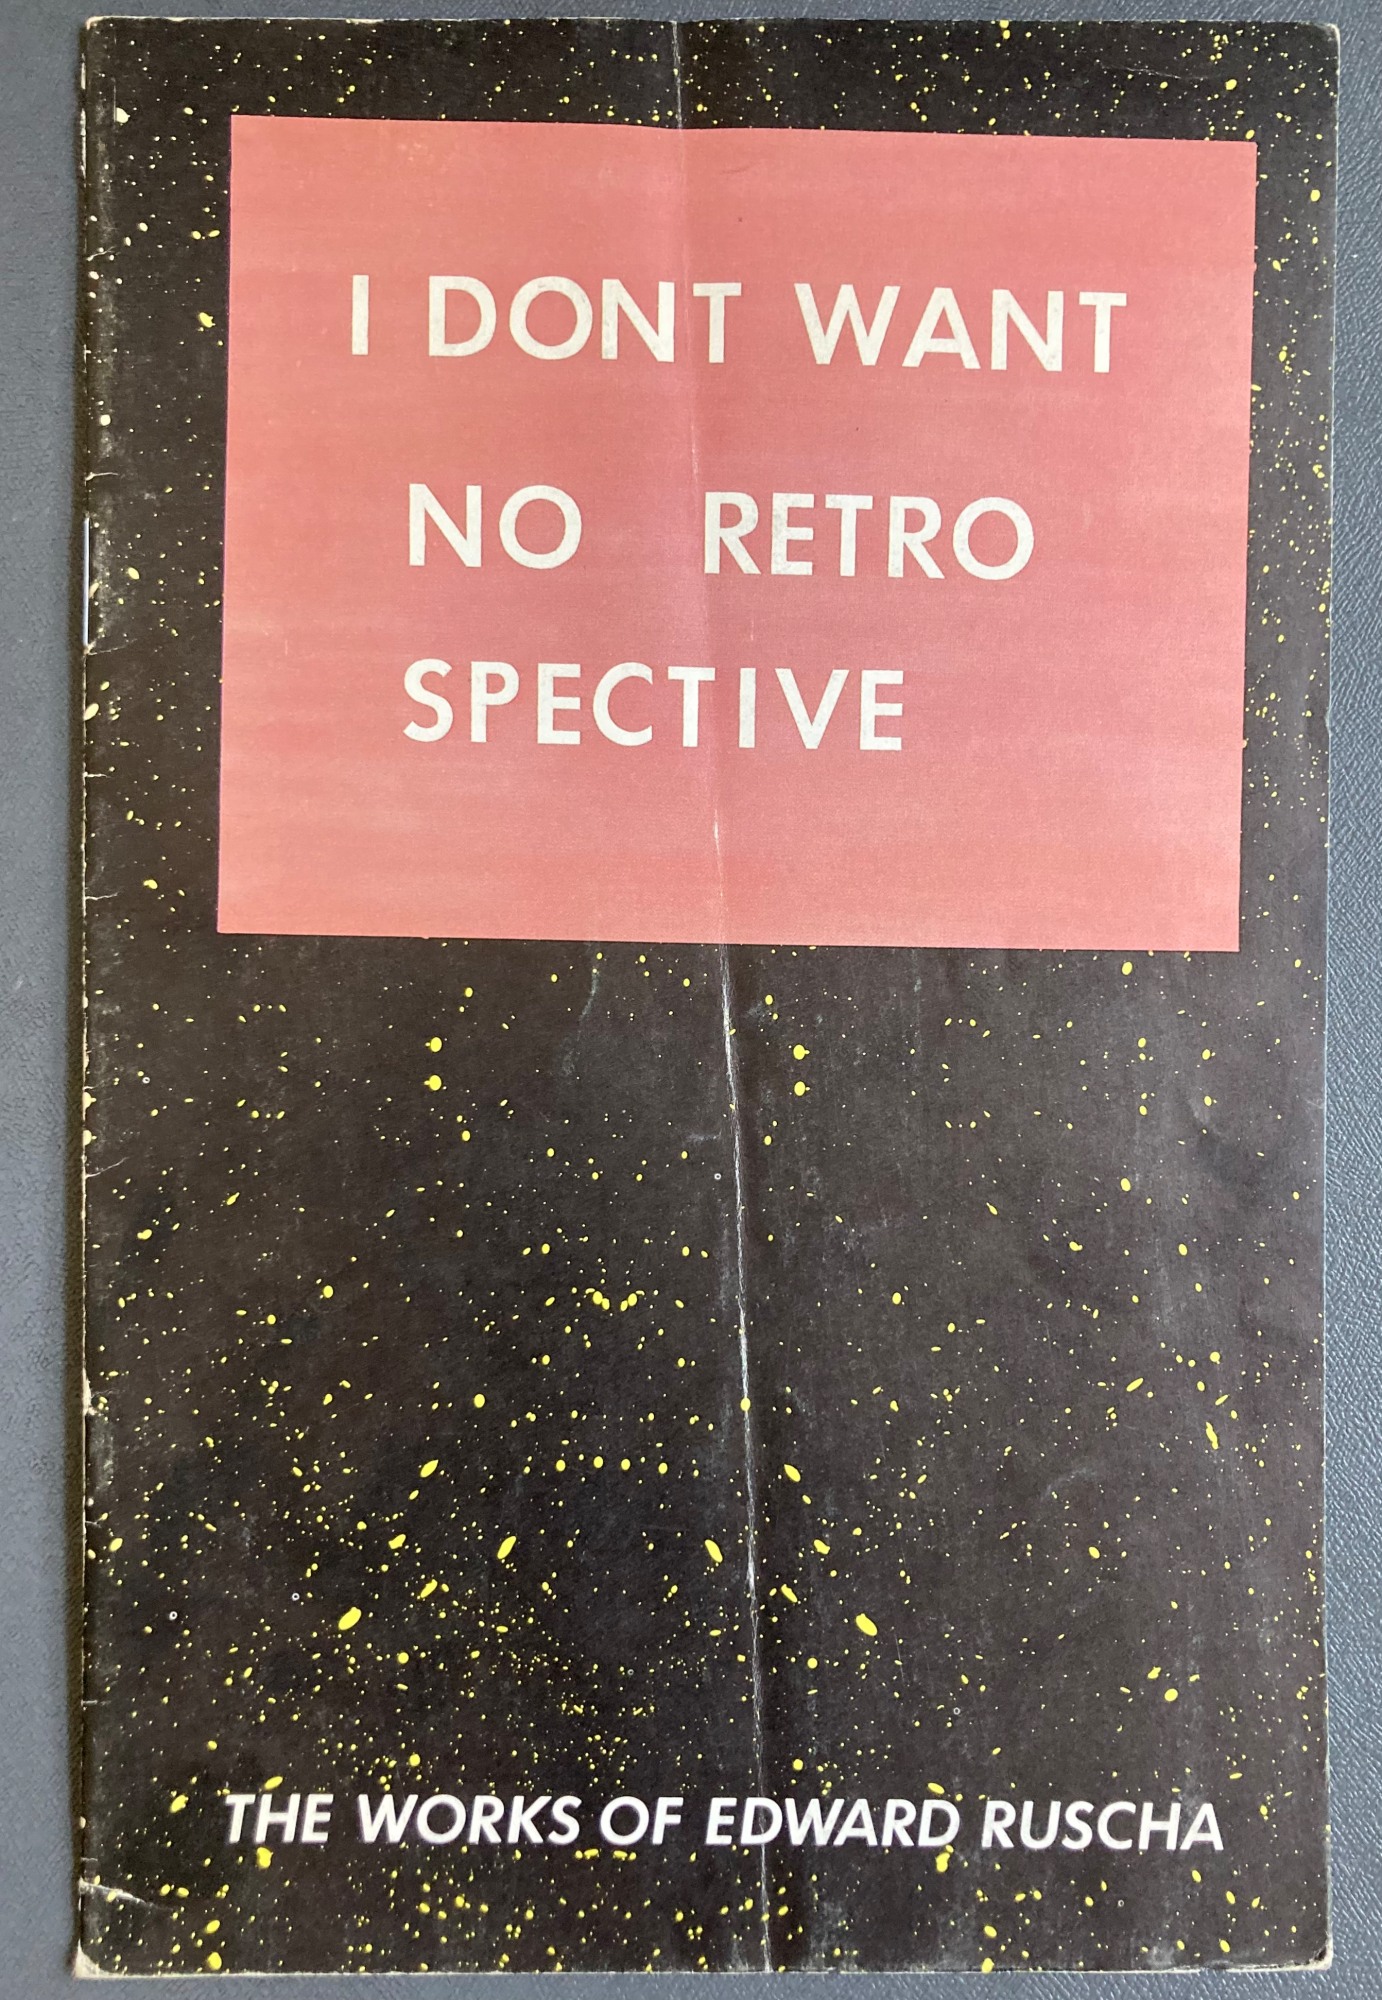 I DONT WANT
NO RETRO
SPECTIVE
THE WORKS OF EDWARD RUSCHA